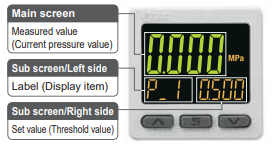 Main screen
Measured value
(Current pressure value)
Sub screen/Left side
Label (Display item)
Sub screen/Right side
Set value (Threshold value)
0.000
MPa
P_1
0.500
S